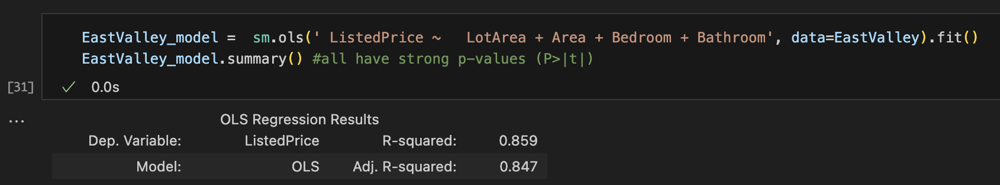 EastValley_model =  sm.ols(' ListedPrice ~   LotArea + Area + Bedroom + Bathroom', data=EastValley).fit()
EastValley_model.summary() #all have strong p-values (P>|t|)
[31] ✓ 0.0s
...
OLS Regression Results
Dep. Variable: ListedPrice R-squared: 0.859
Model: OLS Adj. R-squared: 0.847